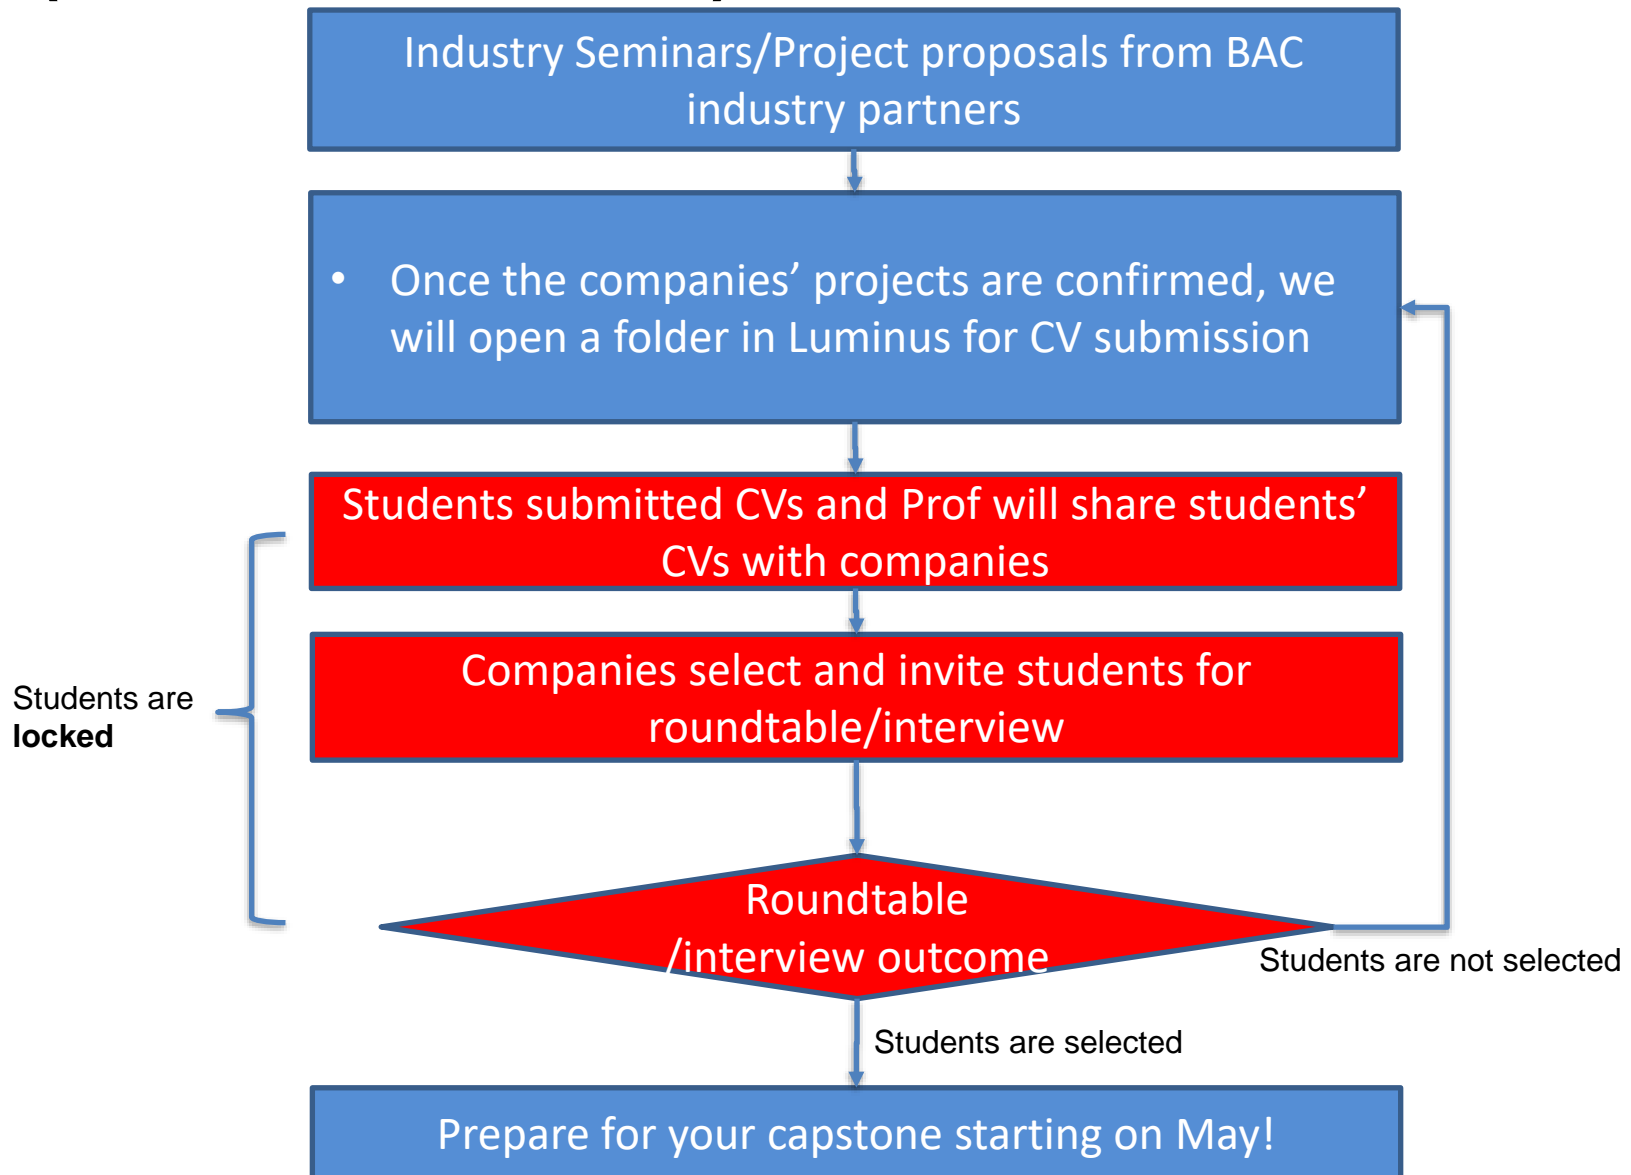 Industry Seminars/Project proposals from BAC
industry partners
• Once the companies’ projects are confirmed, we
will open a folder in Luminus for CV submission
Students submitted CVs and Prof will share students’
CVs with companies
Companies select and invite students for
roundtable/interview
Students are
locked
Roundtable
/interview outcome
Students are not selected
Students are selected
Prepare for your capstone starting on May!